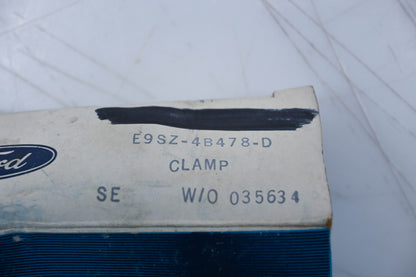 E9SZ-4B478-D
Ford
CLAMP
SE W/O 035634